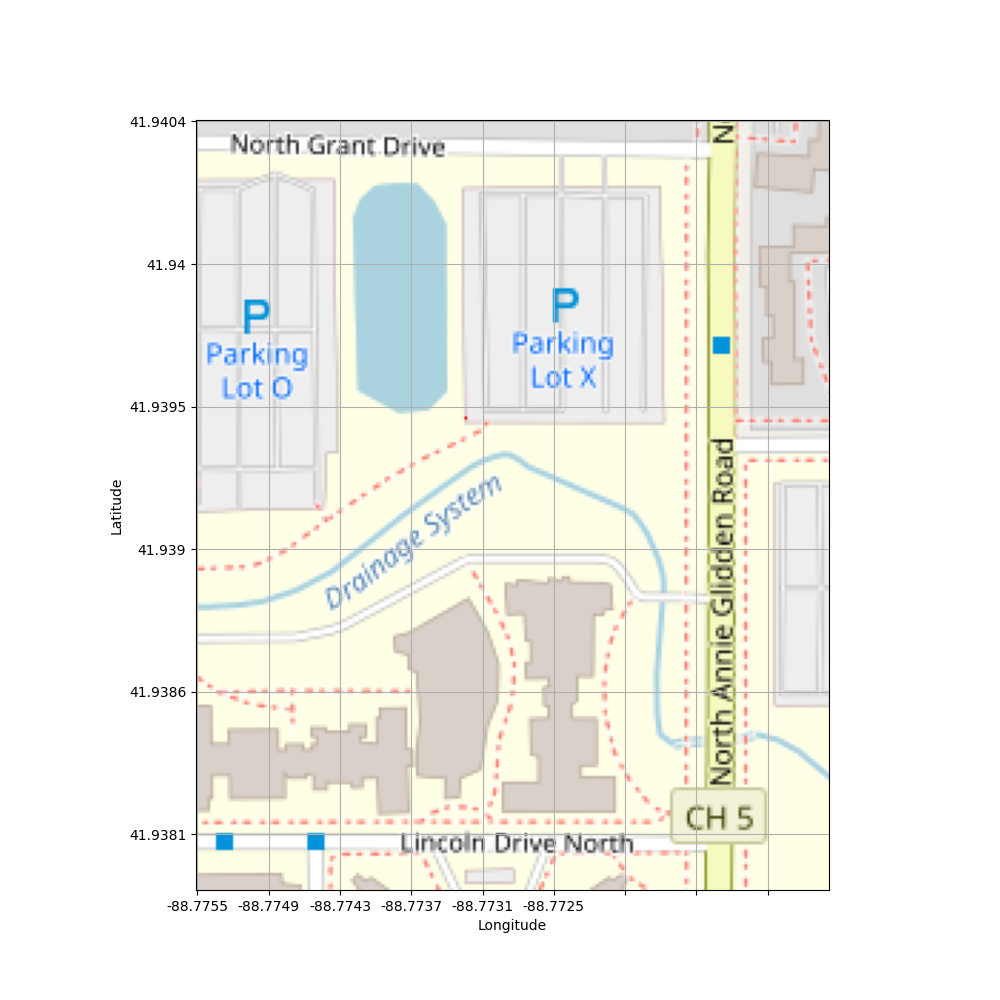 41.9404
N
North Grant Drive
41.94
P
Parking
Lot O
P
Parking
Lot X
41.9395
Latitude
Drainage System
41.939
North Annie Glidden Road
41.9386
CH 5
41.9381
Lincoln Drive North
-88.7755 -88.7749 -88.7743 -88.7737 -88.7731 -88.7725
Longitude